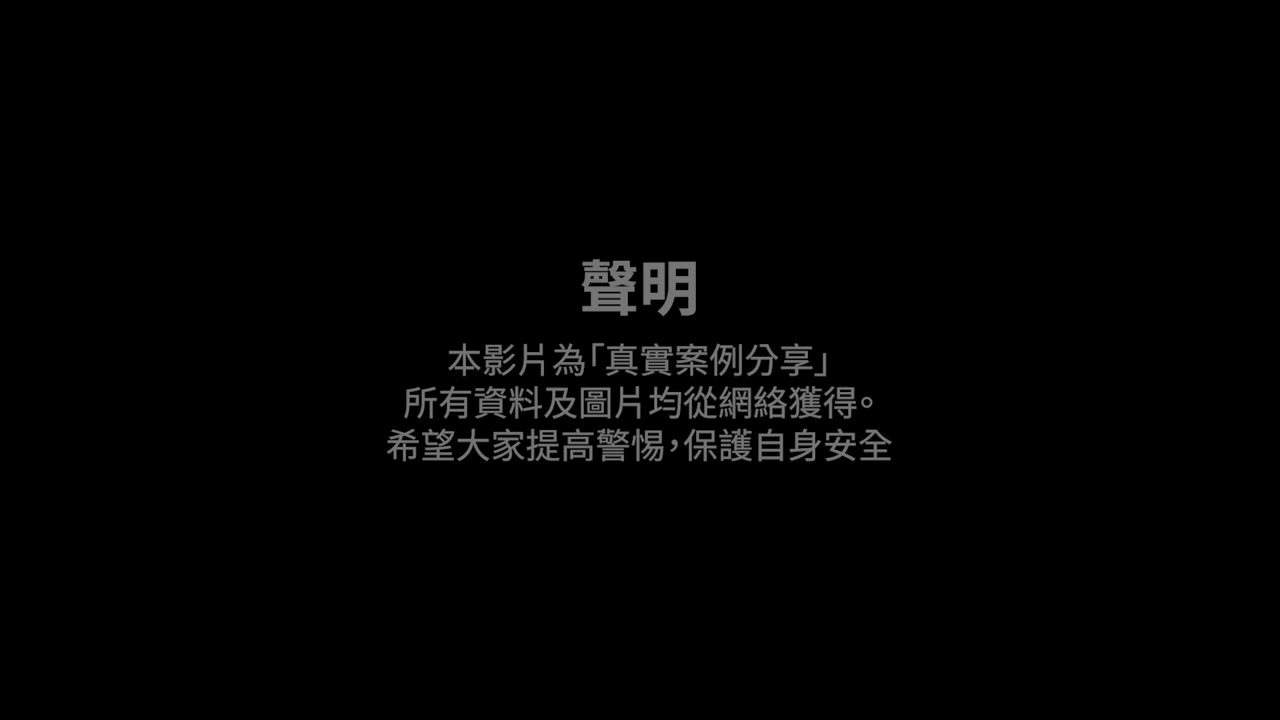 聲明
本影片為「真實案例分享」
所有資料及圖片均從網絡獲得。
希望大家提高警惕，保護自身安全